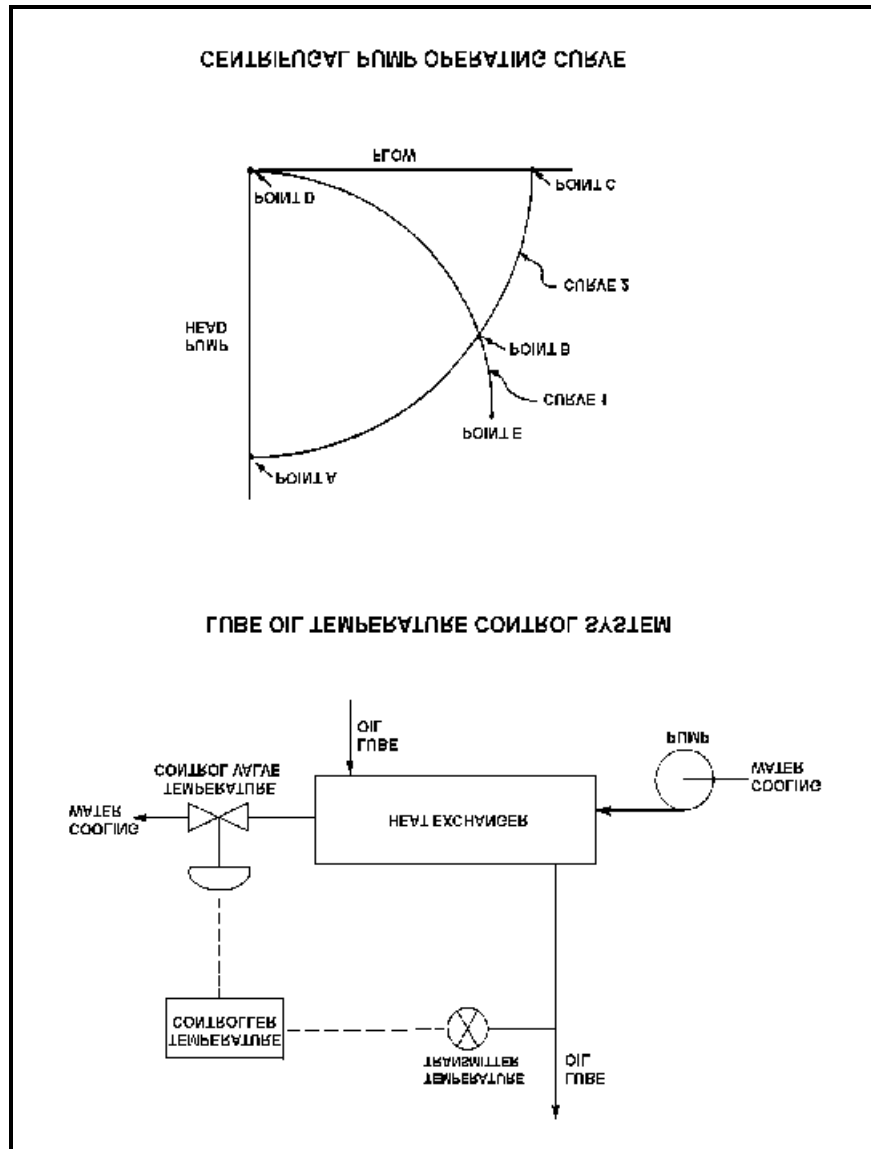 LUBE
OIL
TEMPERATURE
TRANSMITTER
TEMPERATURE
CONTROLLER
COOLING
WATER
HEAT EXCHANGER
COOLING
WATER
TEMPERATURE
CONTROL VALVE
PUMP
LUBE
OIL
LUBE OIL TEMPERATURE CONTROL SYSTEM
POINT A
POINT E
CURVE 1
PUMP
HEAD
POINT B
CURVE 2
POINT D
POINT C
FLOW
CENTRIFUGAL PUMP OPERATING CURVE